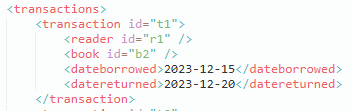 <transactions>
<transaction id="t1">
<reader id="r1" />
<book id="b2" />
<dateborrowed>2023-12-15</dateborrowed>
<datereturned>2023-12-20</datereturned>
</transaction>